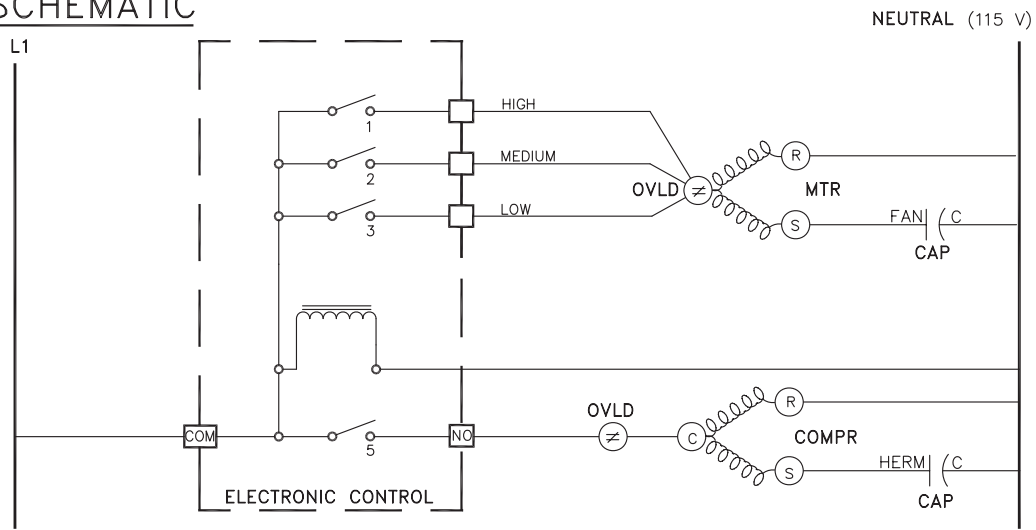 SCHEMATIC
NEUTRAL (115 V)
L1
HIGH
1
MEDIUM
2
LOW
3
OVLD
≠
R
MTR
S
FAN
C
CAP
COM
5
NO
OVLD
≠
C
R
COMPR
S
HERM
C
CAP
ELECTRONIC CONTROL